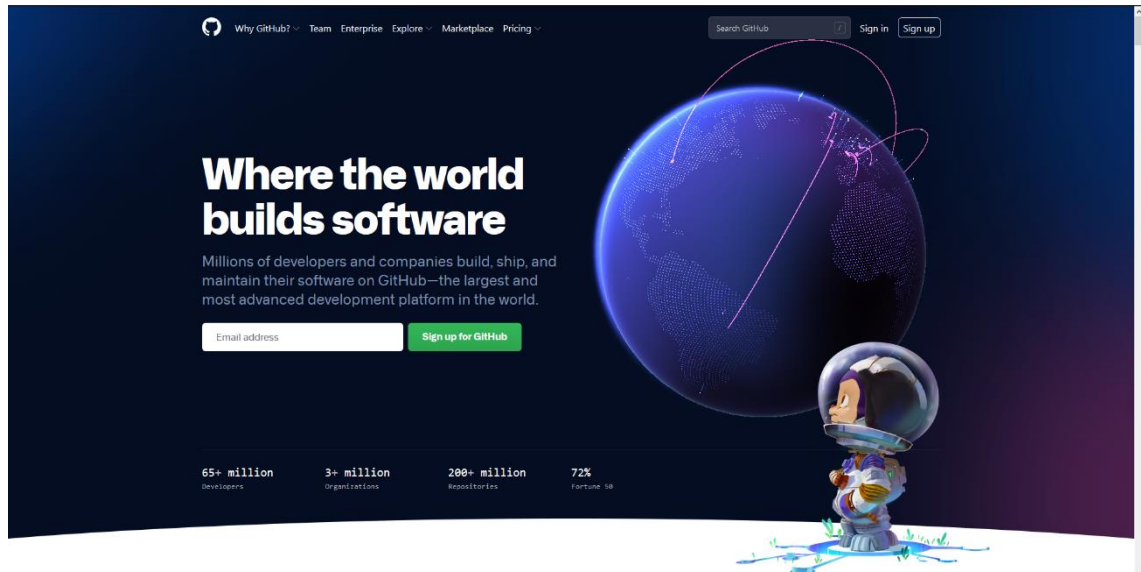 Why GitHub? Team Enterprise Explore Marketplace Pricing Search GitHub / Sign in Sign up
Where the world
builds software
Millions of developers and companies build, ship, and
maintain their software on GitHub—the largest and
most advanced development platform in the world.
Email address Sign up for GitHub
65+ million 3+ million 200+ million 72%
Developers Organizations Repositories Fortune 50